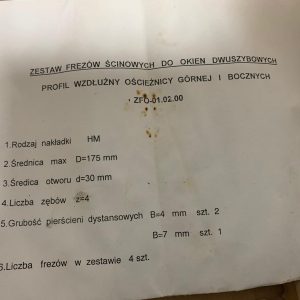 ZESTAW FREZÓW ŚCINOWYCH DO OKIEN DWUSZYBOWYCH
PROFIL WZDŁUŻNY OŚCIEŻNICY GÓRNEJ I BOCZNYCH
ZFO-01.02.00
1.Rodzaj nakładki HM
2.Średnica max D=175 mm
3.Średica otworu d=30 mm
4.Liczba zębów z=4
5.Grubość pierścieni dystansowych B=4 mm szt. 2
B=7 mm szt. 1
6.Liczba frezów w zestawie 4 szt.